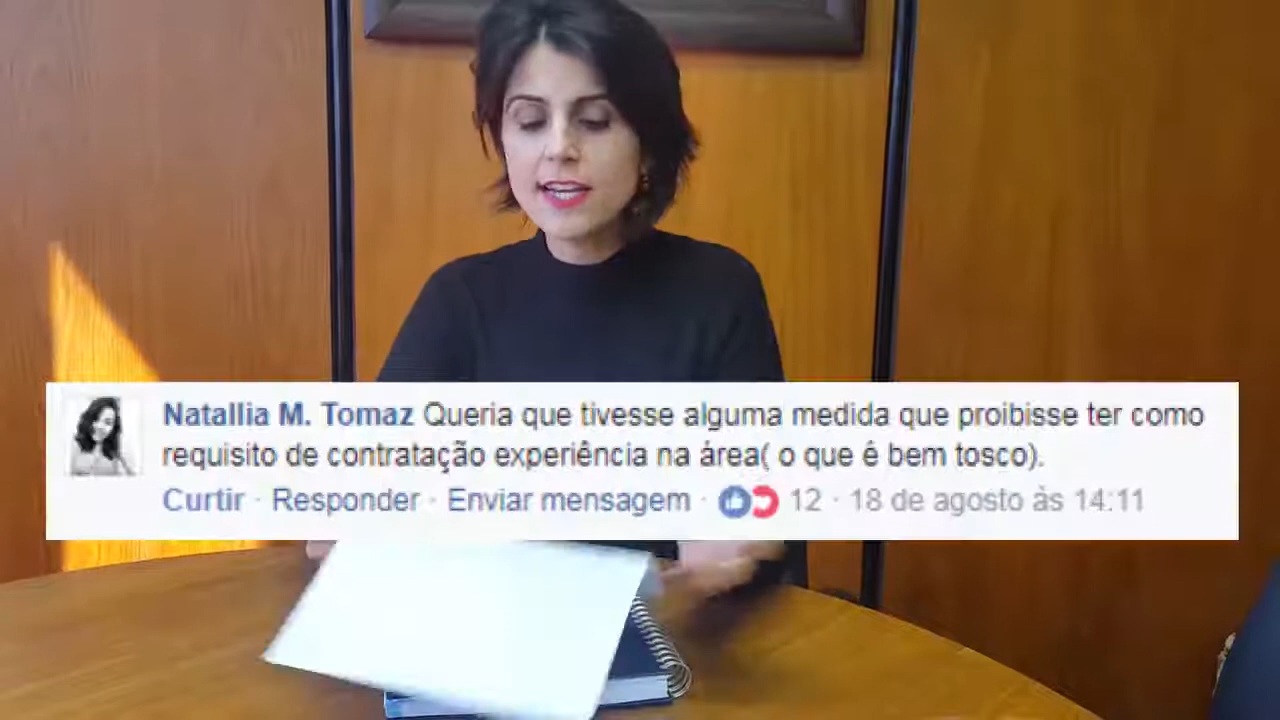 Natallia M. Tomaz Queria que tivesse alguma medida que proibisse ter como
requisito de contratação experiência na área( o que é bem tosco).
Curtir · Responder · Enviar mensagem · 12 · 18 de agosto às 14:11